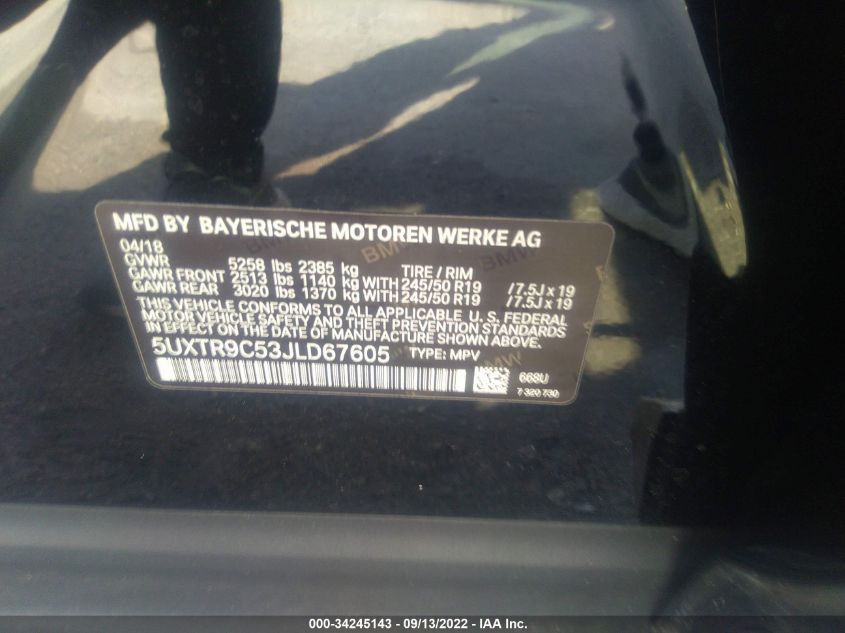 MFD BY BAYERISCHE MOTOREN WERKE AG
04/18
GVWR 5258 lbs 2385 kg TIRE / RIM
GAWR FRONT 2513 lbs 1140 kg WITH 245/50 R19 /7.5J x 19
GAWR REAR 3020 lbs 1370 kg WITH 245/50 R19 /7.5J x 19
THIS VEHICLE CONFORMS TO ALL APPLICABLE U. S. FEDERAL
MOTOR VEHICLE SAFETY AND THEFT PREVENTION STANDARDS
IN EFFECT ON THE DATE OF MANUFACTURE SHOWN ABOVE.
5UXTR9C53JLD67605 TYPE: MPV
668U
7 320 730
000-34245143 - 09/13/2022 - IAA Inc.